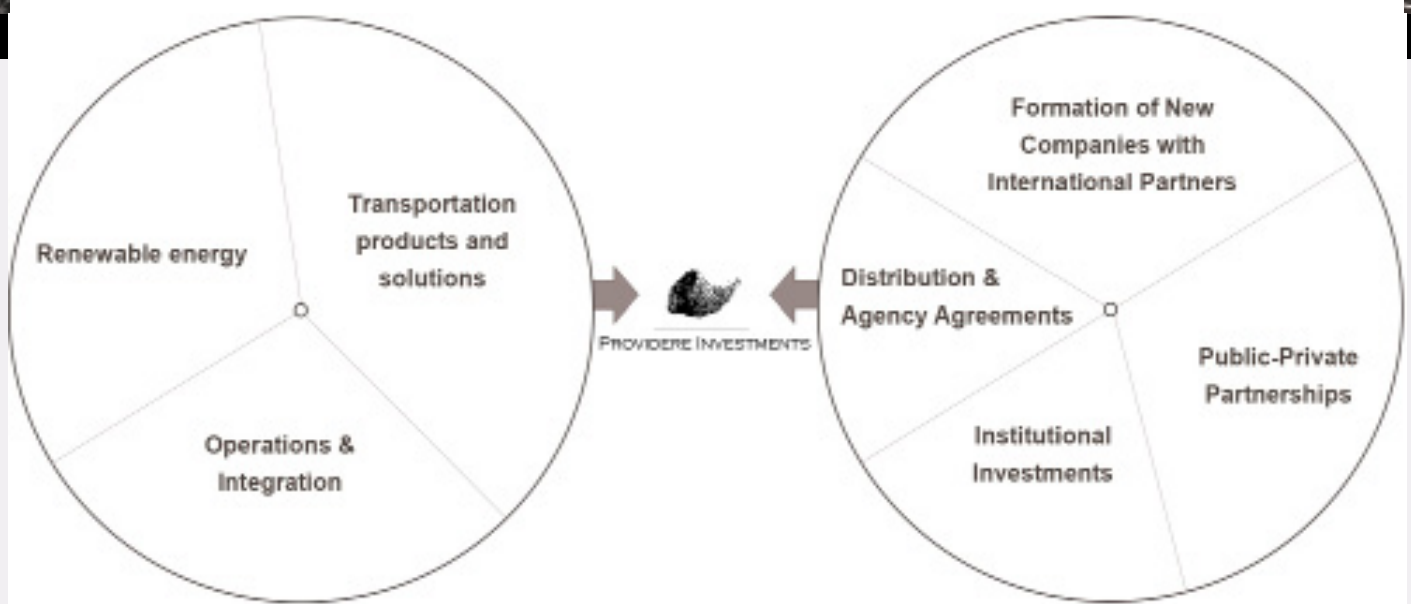 Renewable energy
Transportation
products and
solutions
Operations &
Integration
PROVIDERE INVESTMENTS
Formation of New
Companies with
International Partners
Distribution &
Agency Agreements
Public-Private
Partnerships
Institutional
Investments